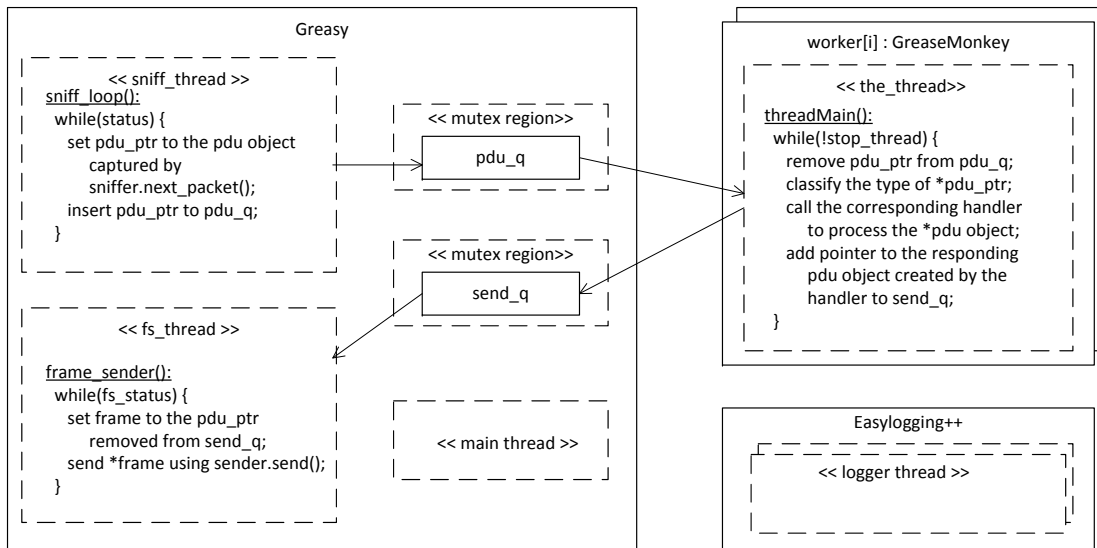 Greasy
<< sniff_thread >>
sniff_loop():
while(status) {
set pdu_ptr to the pdu object
captured by
sniffer.next_packet();
insert pdu_ptr to pdu_q;
}
<< mutex region>>
pdu_q
<< mutex region>>
send_q
<< fs_thread >>
frame_sender():
while(fs_status) {
set frame to the pdu_ptr
removed from send_q;
send *frame using sender.send();
}
<< main thread >>
worker[i] : GreaseMonkey
<< the_thread>>
threadMain():
while(!stop_thread) {
remove pdu_ptr from pdu_q;
classify the type of *pdu_ptr;
call the corresponding handler
to process the *pdu object;
add pointer to the responding
pdu object created by the
handler to send_q;
}
Easylogging++
<< logger thread >>